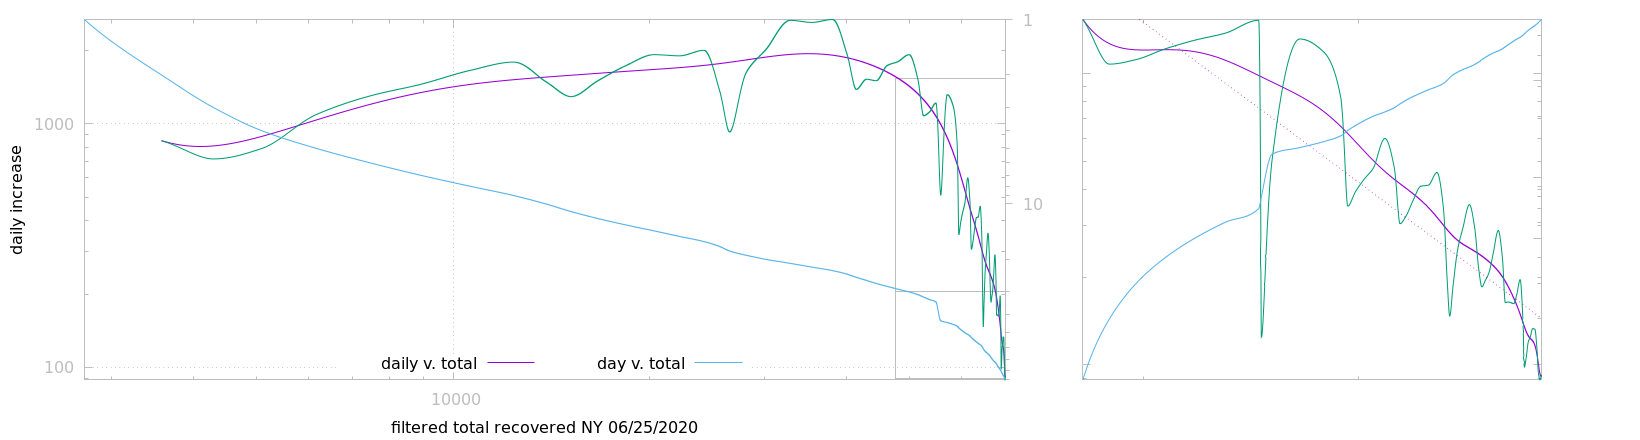 1
1000
10
100
daily increase
daily v. total
day v. total
10000
filtered total recovered NY 06/25/2020